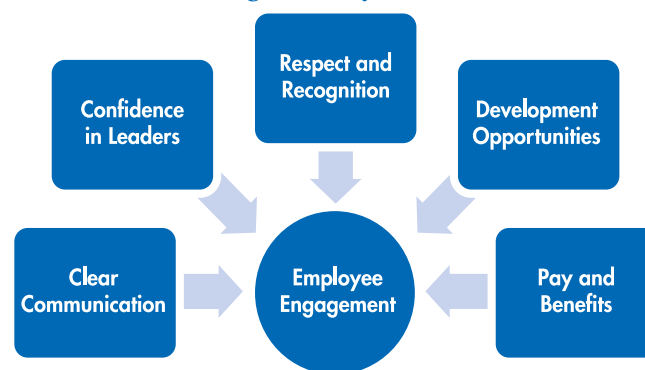 Respect and
Recognition
Confidence
in Leaders
Development
Opportunities
Clear
Communication
Employee
Engagement
Pay and
Benefits